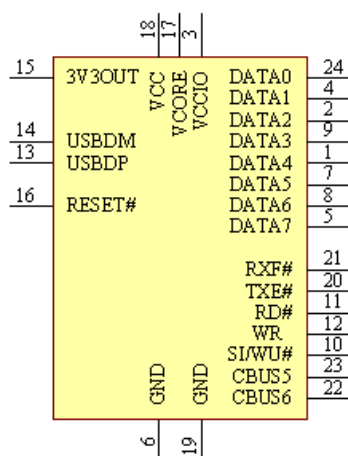 18 17 3
15 3V3OUT VCC VCORE VCCIO DATA0 24
DATA1 4
DATA2 2
14 USBDM DATA3 9
13 USBDP DATA4 1
DATA5 7
16 RESET# DATA6 8
DATA7 5
RXF# 21
TXE# 20
RD# 11
WR 12
SI/WU# 10
GND GND CBUS5 23
CBUS6 22
6 19